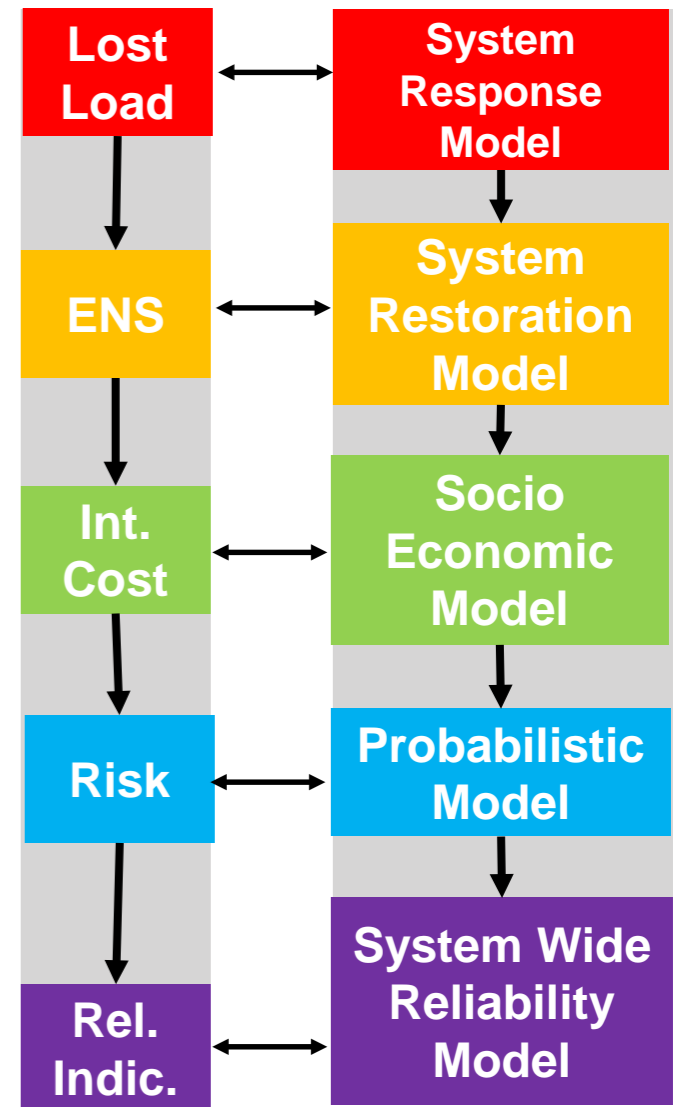 Lost
Load
System
Response
Model
ENS
System
Restoration
Model
Int.
Cost
Socio
Economic
Model
Risk
Probabilistic
Model
Rel.
Indic.
System Wide
Reliability
Model